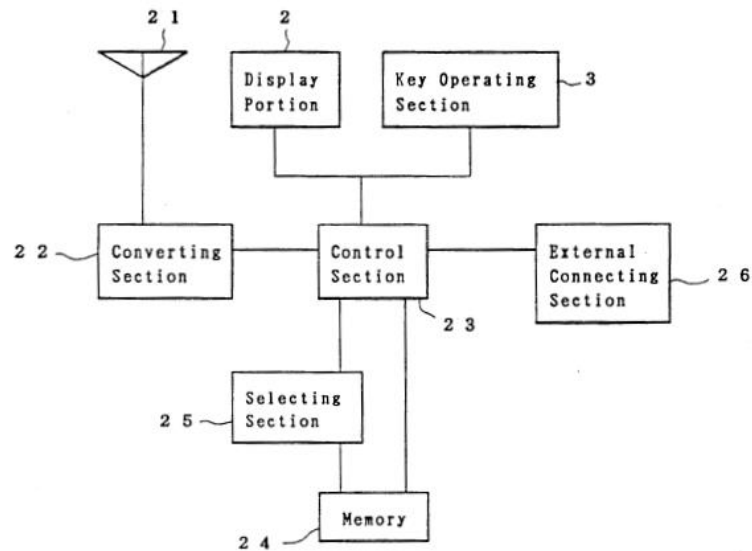 2 1
2
Display
Portion
Key Operating
Section
3
2 2
Converting
Section
Control
Section
External
Connecting
Section
2 6
2 3
Selecting
Section
2 5
Memory
2 4